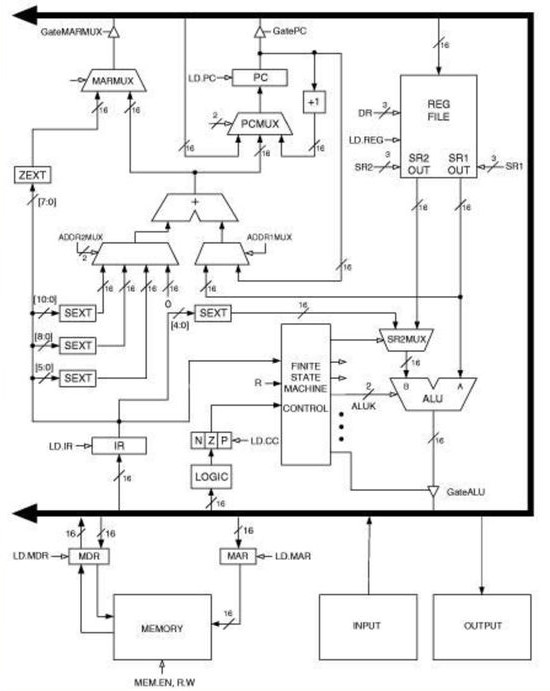 GateMARMUX
GatePC
16
MARMUX
LD.PC
PC
+1
REG
FILE
DR
3
LD.REG
SR2
3
SR2
OUT
SR1
OUT
3
SR1
16
16
2
PCMUX
16
16
16
ZEXT
[7:0]
+
16
16
ADDR2MUX
2
ADDR1MUX
16
16
16
16
16
16
0
[10:0]
SEXT
[4:0]
SEXT
16
[8:0]
SEXT
[5:0]
SEXT
SR2MUX
16
FINITE
STATE
MACHINE
CONTROL
R
2
ALUK
B
A
ALU
LD.IR
IR
N Z P
LD.CC
LOGIC
16
16
16
GateALU
16
16
16
LD.MDR
MDR
MAR
LD.MAR
16
MEMORY
INPUT
OUTPUT
MEM.EN, R.W